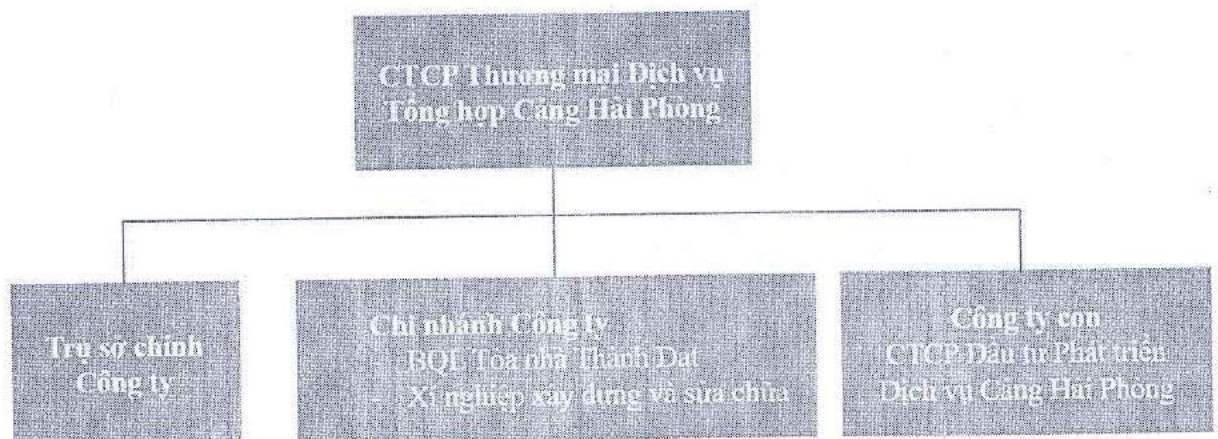 CTCP Thương mại Dịch vụ
Tổng hợp Cảng Hải Phòng
Trụ sở chính
Công ty
Chi nhánh Công ty
- BQL Tòa nhà Thành Đạt
- Xí nghiệp xây dựng và sửa chữa
Công ty con
CTCP Đầu tư Phát triển
Dịch vụ Cảng Hải Phòng